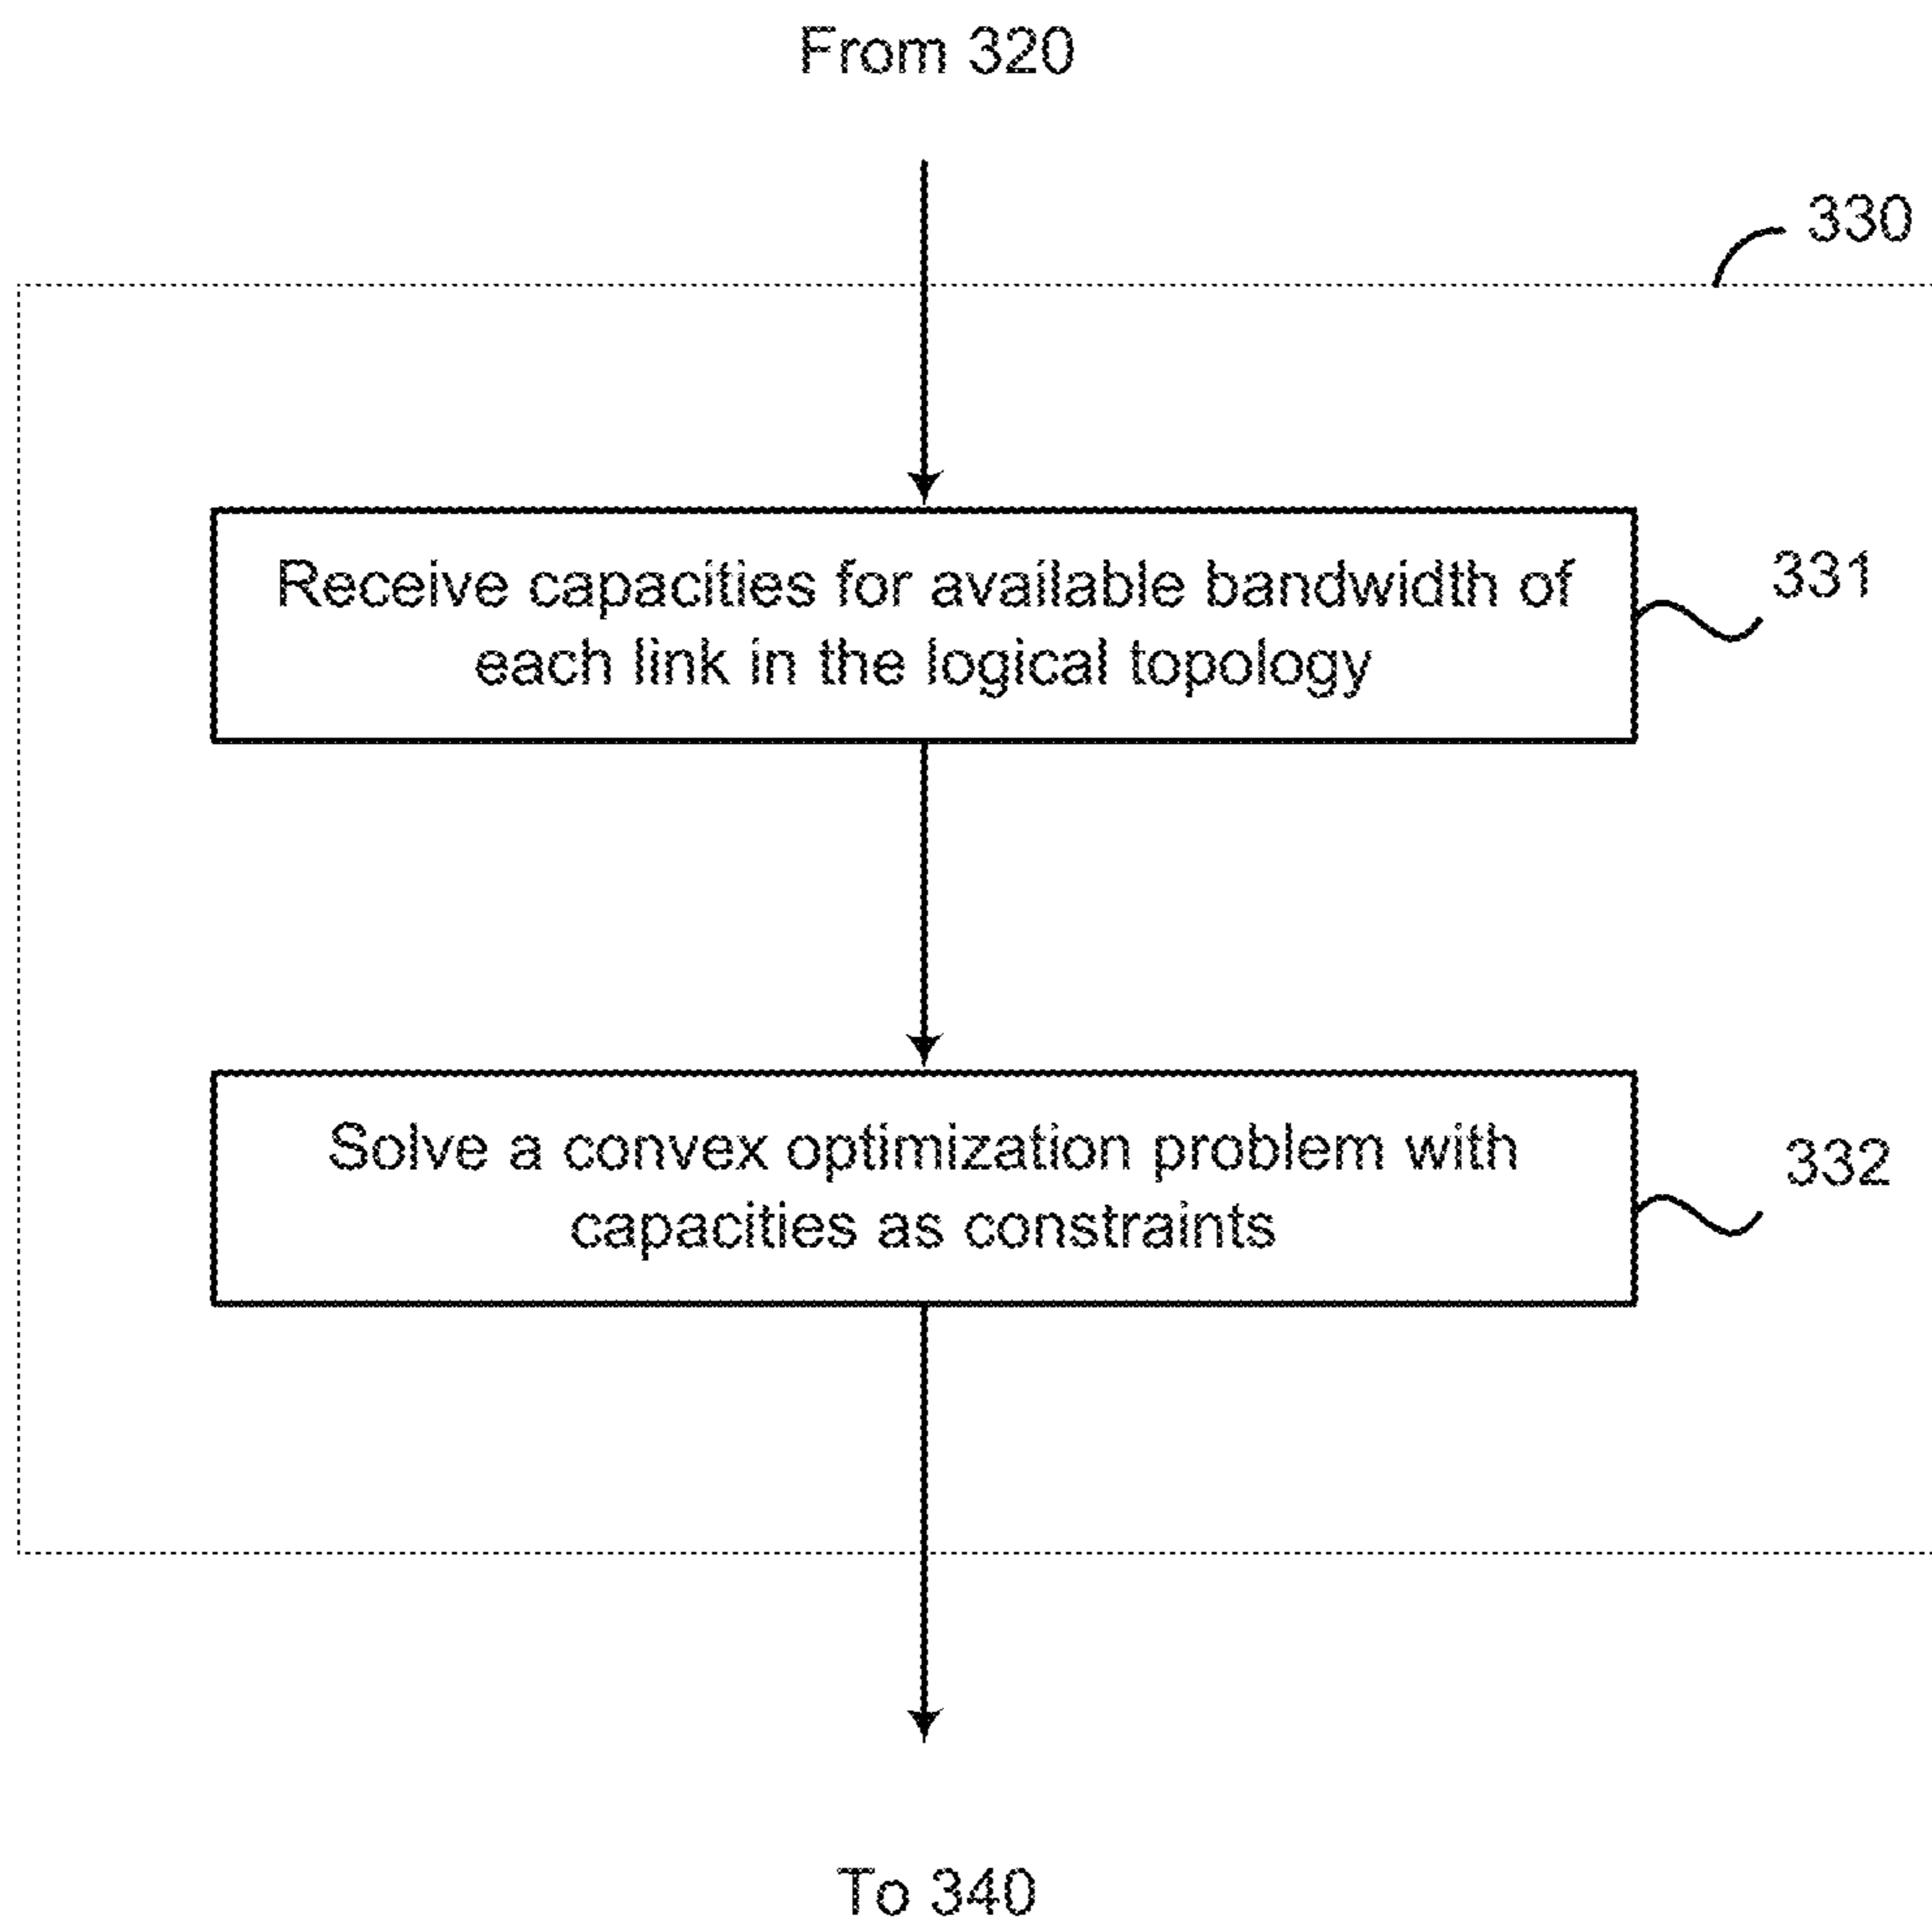 From 320
330
Receive capacities for available bandwidth of
each link in the logical topology
331
Solve a convex optimization problem with
capacities as constraints
332
To 340